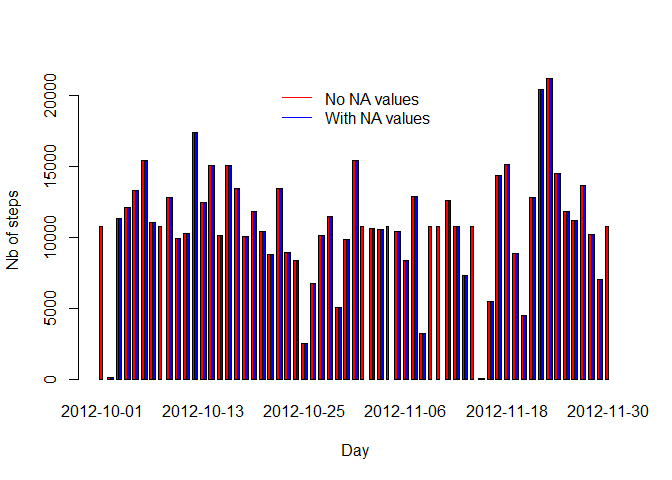 No NA values
With NA values
Nb of steps
20000
15000
10000
5000
0
2012-10-01 2012-10-13 2012-10-25 2012-11-06 2012-11-18 2012-11-30
Day